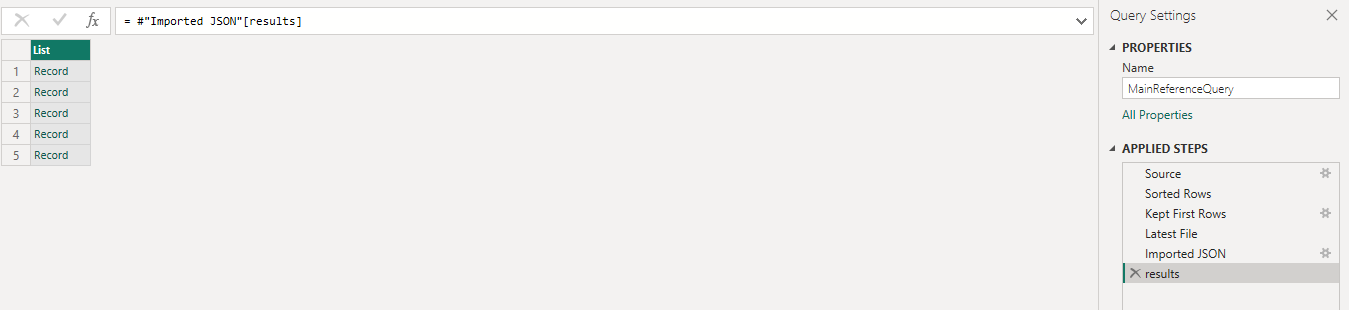 fx
= #"Imported JSON"[results]
List
1 Record
2 Record
3 Record
4 Record
5 Record
Query Settings
PROPERTIES
Name
MainReferenceQuery
All Properties
APPLIED STEPS
Source
Sorted Rows
Kept First Rows
Latest File
Imported JSON
results